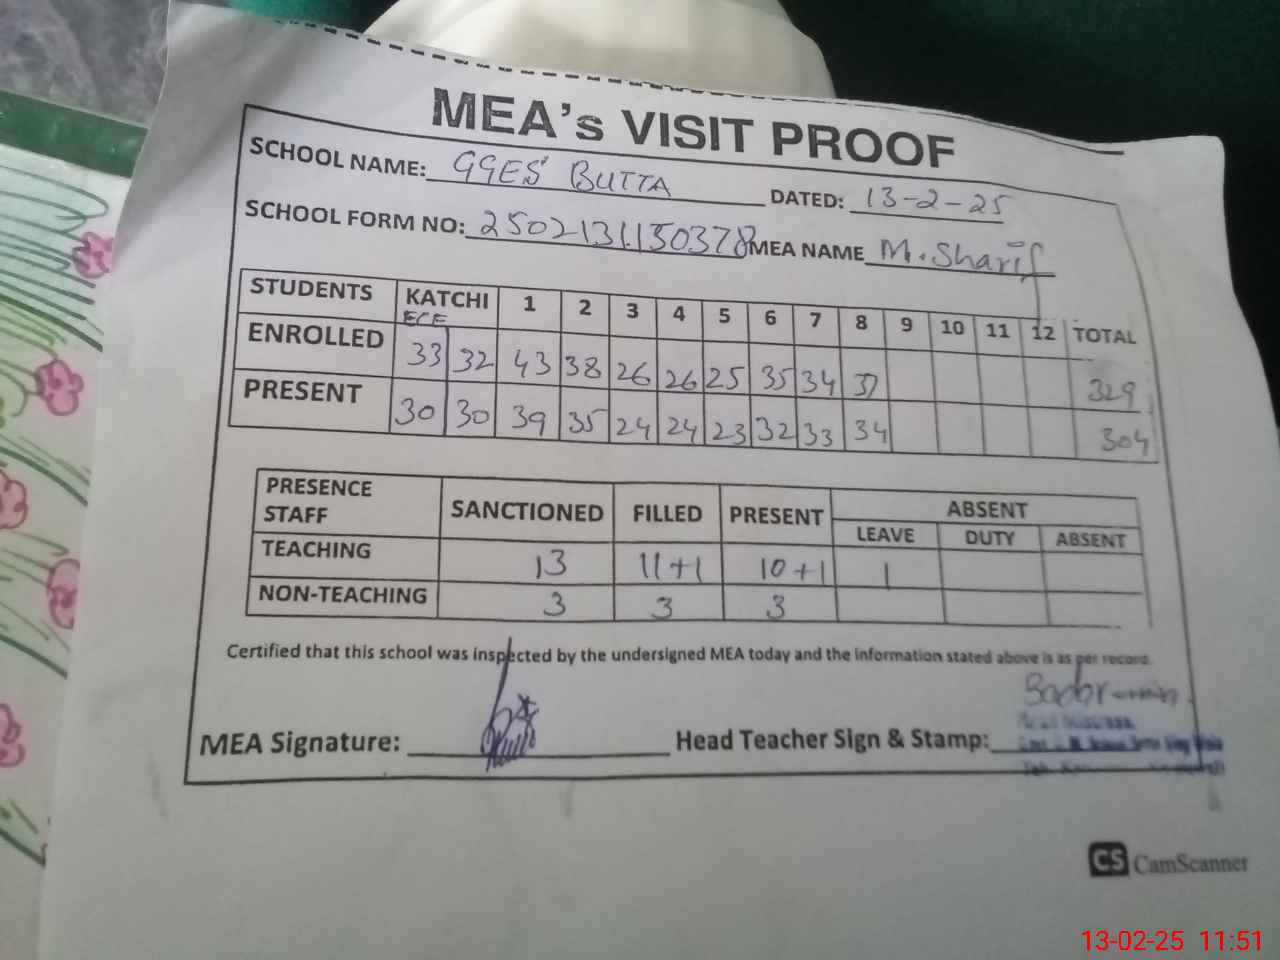 MEA's VISIT PROOF
SCHOOL NAME: GGES BUTTA DATED: 13-2-25
SCHOOL FORM NO: 2502131130378 MEA NAME M. Sharif
STUDENTS KATCHI 1 2 3 4 5 6 7 8 9 10 11 12 TOTAL
ECE
ENROLLED 33 32 43 38 26 26 25 35 34 37 329
PRESENT 30 30 39 35 24 24 23 32 33 34 304
PRESENCE STAFF SANCTIONED FILLED PRESENT ABSENT
LEAVE DUTY ABSENT
TEACHING 13 11+1 10+1 1
NON-TEACHING 3 3 3
Certified that this school was inspected by the undersigned MEA today and the information stated above is as per record.
MEA Signature: Head Teacher Sign & Stamp:
CS CamScanner
13-02-25 11:51